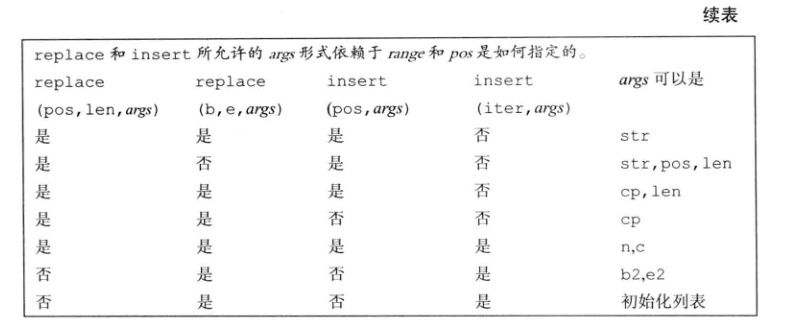 续表
replace 和 insert 所允许的 args 形式依赖于 range 和 pos 是如何指定的。
replace replace insert insert args 可以是
(pos,len,args) (b,e,args) (pos,args) (iter,args)
是 是 是 否 str
是 否 是 否 str,pos,len
是 是 是 否 cp,len
是 是 否 否 cp
是 是 是 是 n,c
否 是 否 是 b2,e2
否 是 否 是 初始化列表